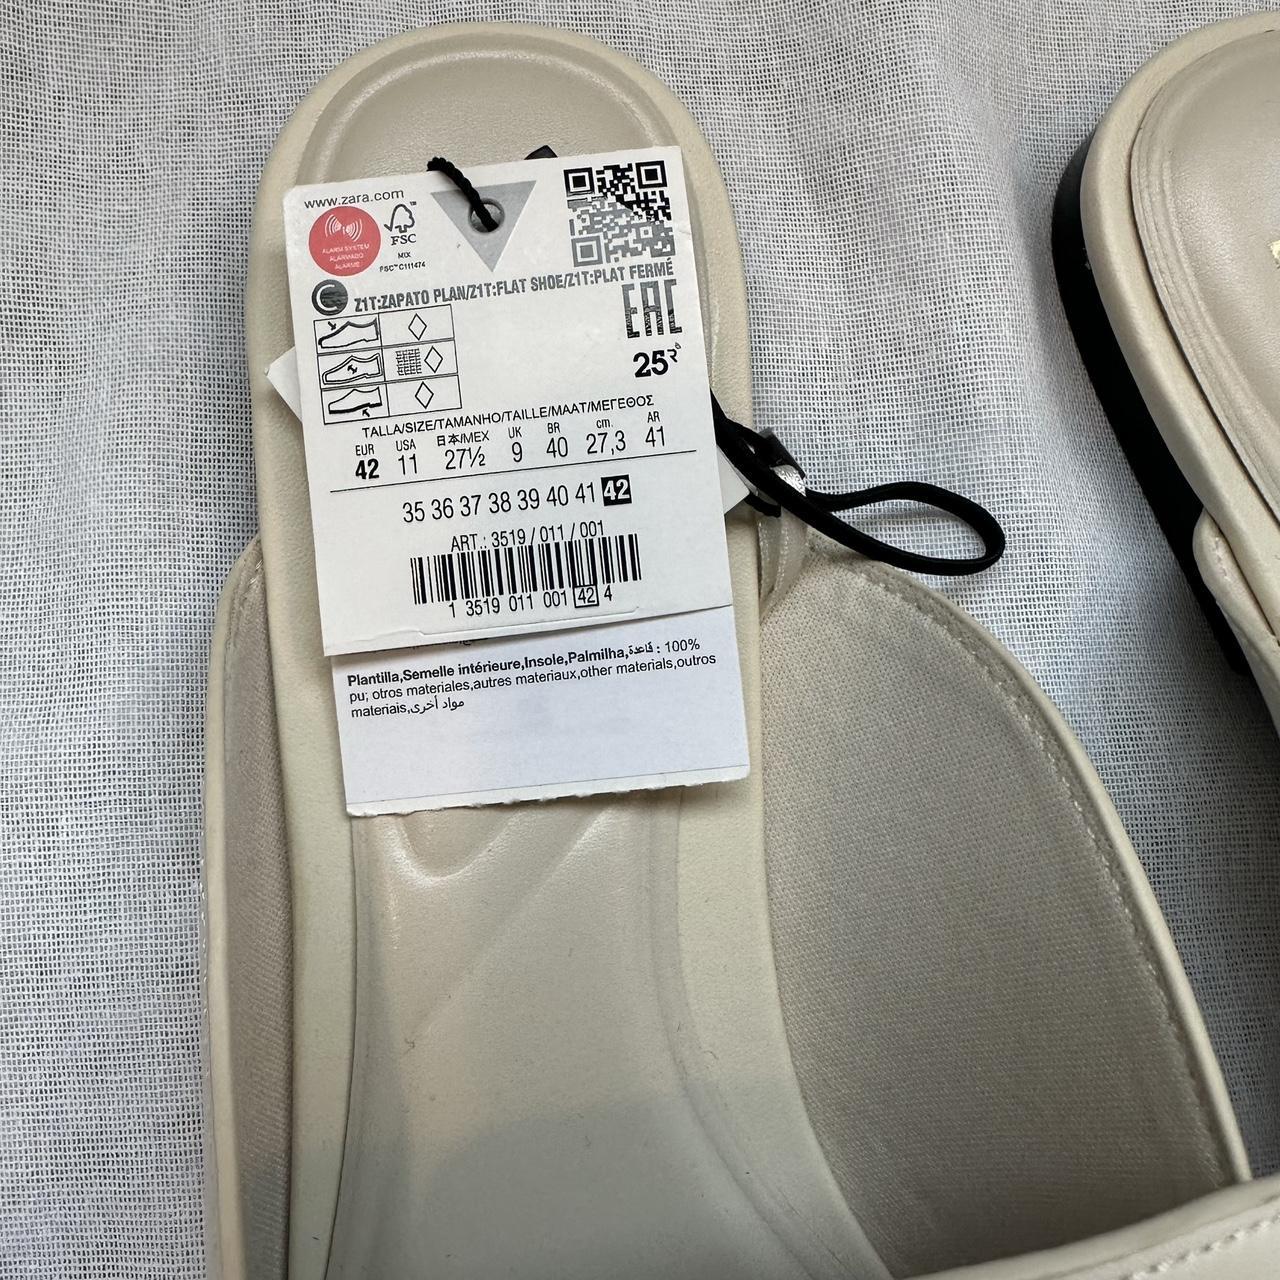 www.zara.com
ALARM SYSTEM
ALARMADO
ALARME
FSC
MIX
FSC™ C111474
Z1T:ZAPATO PLAN/Z1T:FLAT SHOE/Z1T:PLAT FERMÉ
EAC
25
TALLA/SIZE/TAMANHO/TAILLE/MAAT/ΜΕΓΕΘΟΣ
EUR USA 日本/MEX UK BR cm. AR
42 11 27½ 9 40 27,3 41
35 36 37 38 39 40 41 42
ART.: 3519 / 011 / 001
1 3519 011 001 42 4
Plantilla,Semelle intérieure,Insole,Palmilha,قاعدة : 100%
pu; otros materiales,autres materiaux,other materials,outros
materiais,مواد أخرى